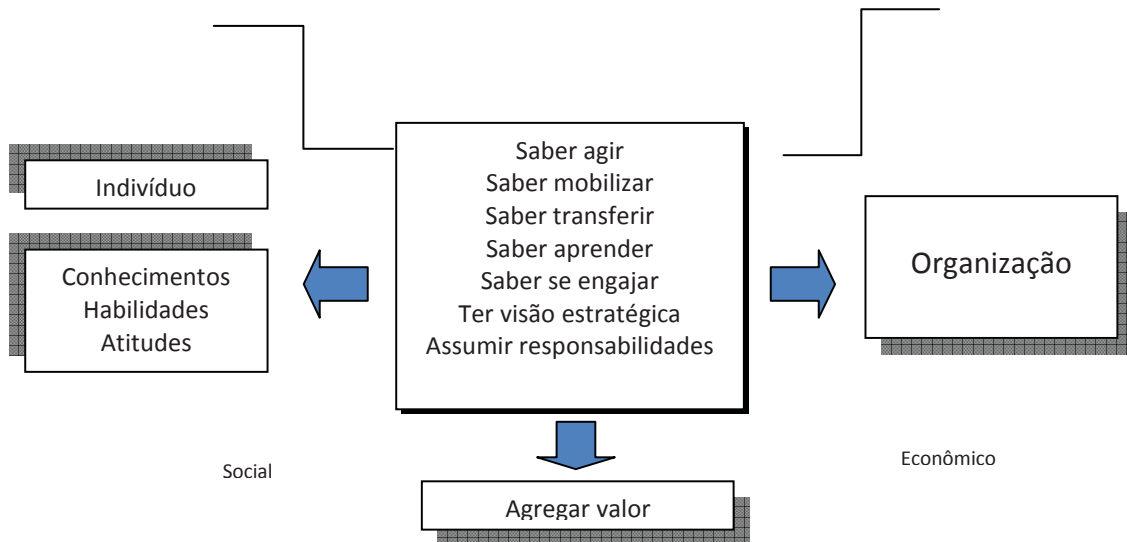 Indivíduo
Conhecimentos
Habilidades
Atitudes
Saber agir
Saber mobilizar
Saber transferir
Saber aprender
Saber se engajar
Ter visão estratégica
Assumir responsabilidades
Organização
Social
Econômico
Agregar valor